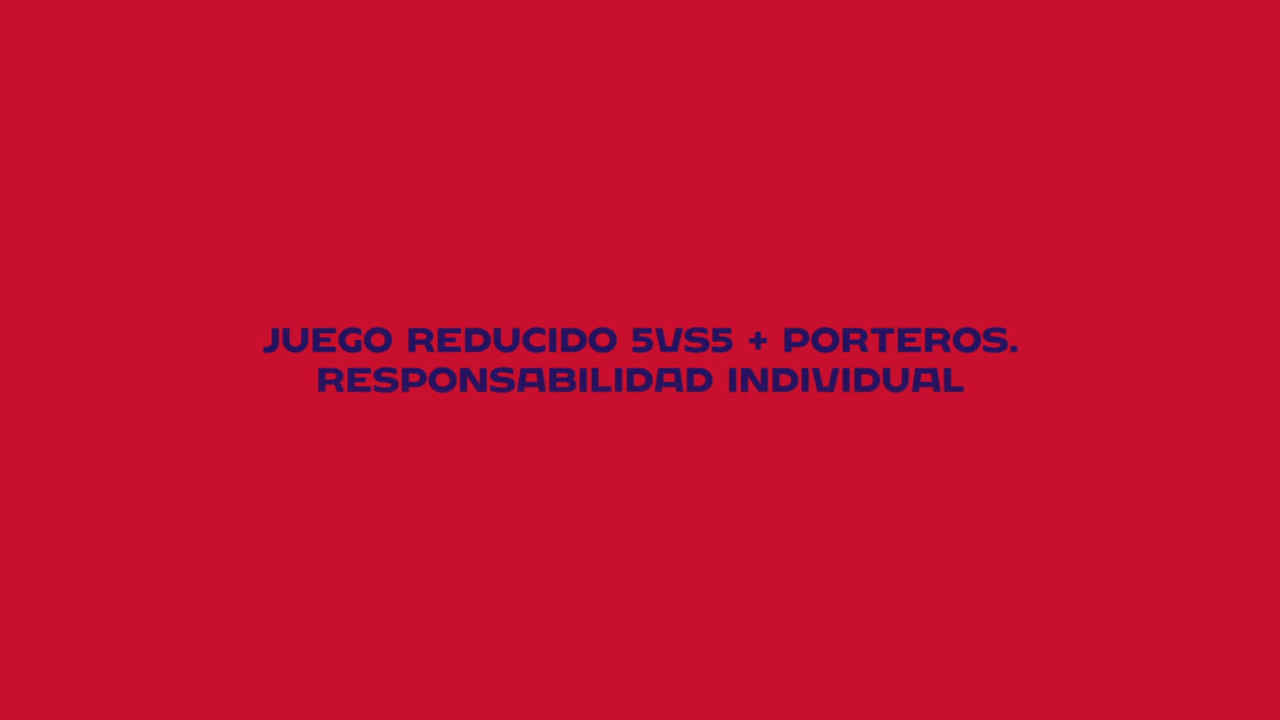 JUEGO REDUCIDO 5VS5 + PORTEROS.
RESPONSABILIDAD INDIVIDUAL